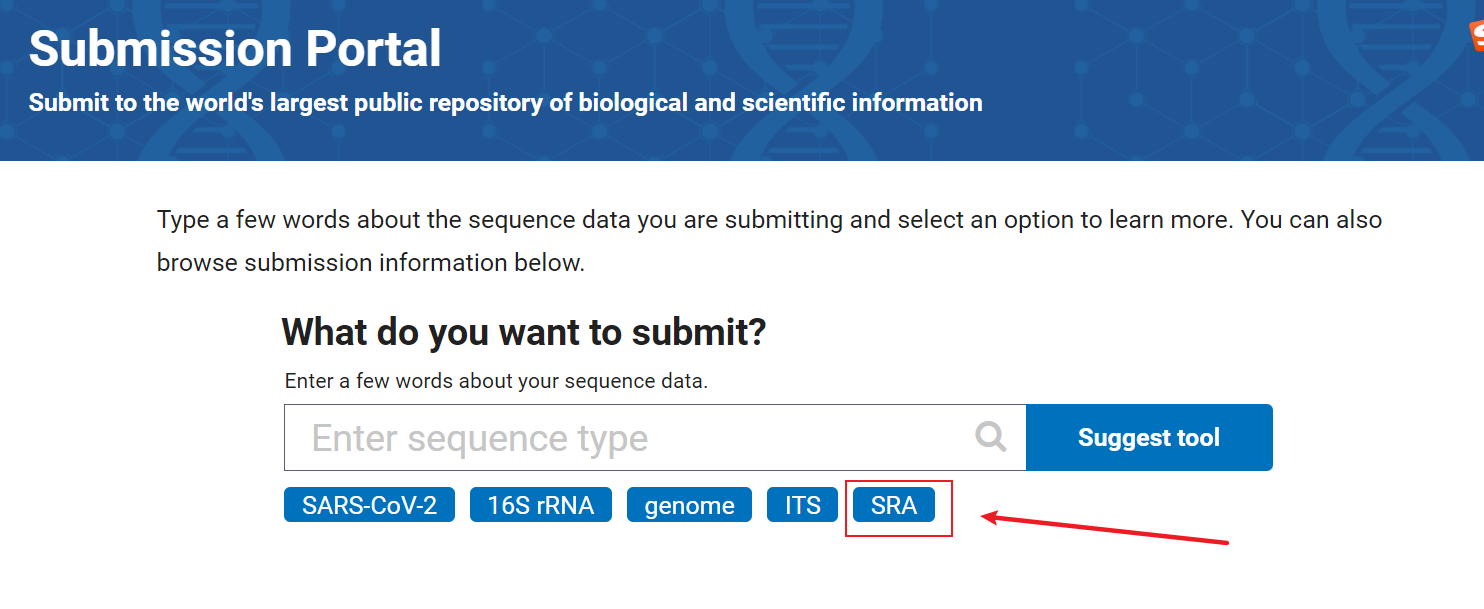 Submission Portal
Submit to the world's largest public repository of biological and scientific information
Type a few words about the sequence data you are submitting and select an option to learn more. You can also
browse submission information below.
What do you want to submit?
Enter a few words about your sequence data.
Enter sequence type
Suggest tool
SARS-CoV-2 16S rRNA genome ITS SRA